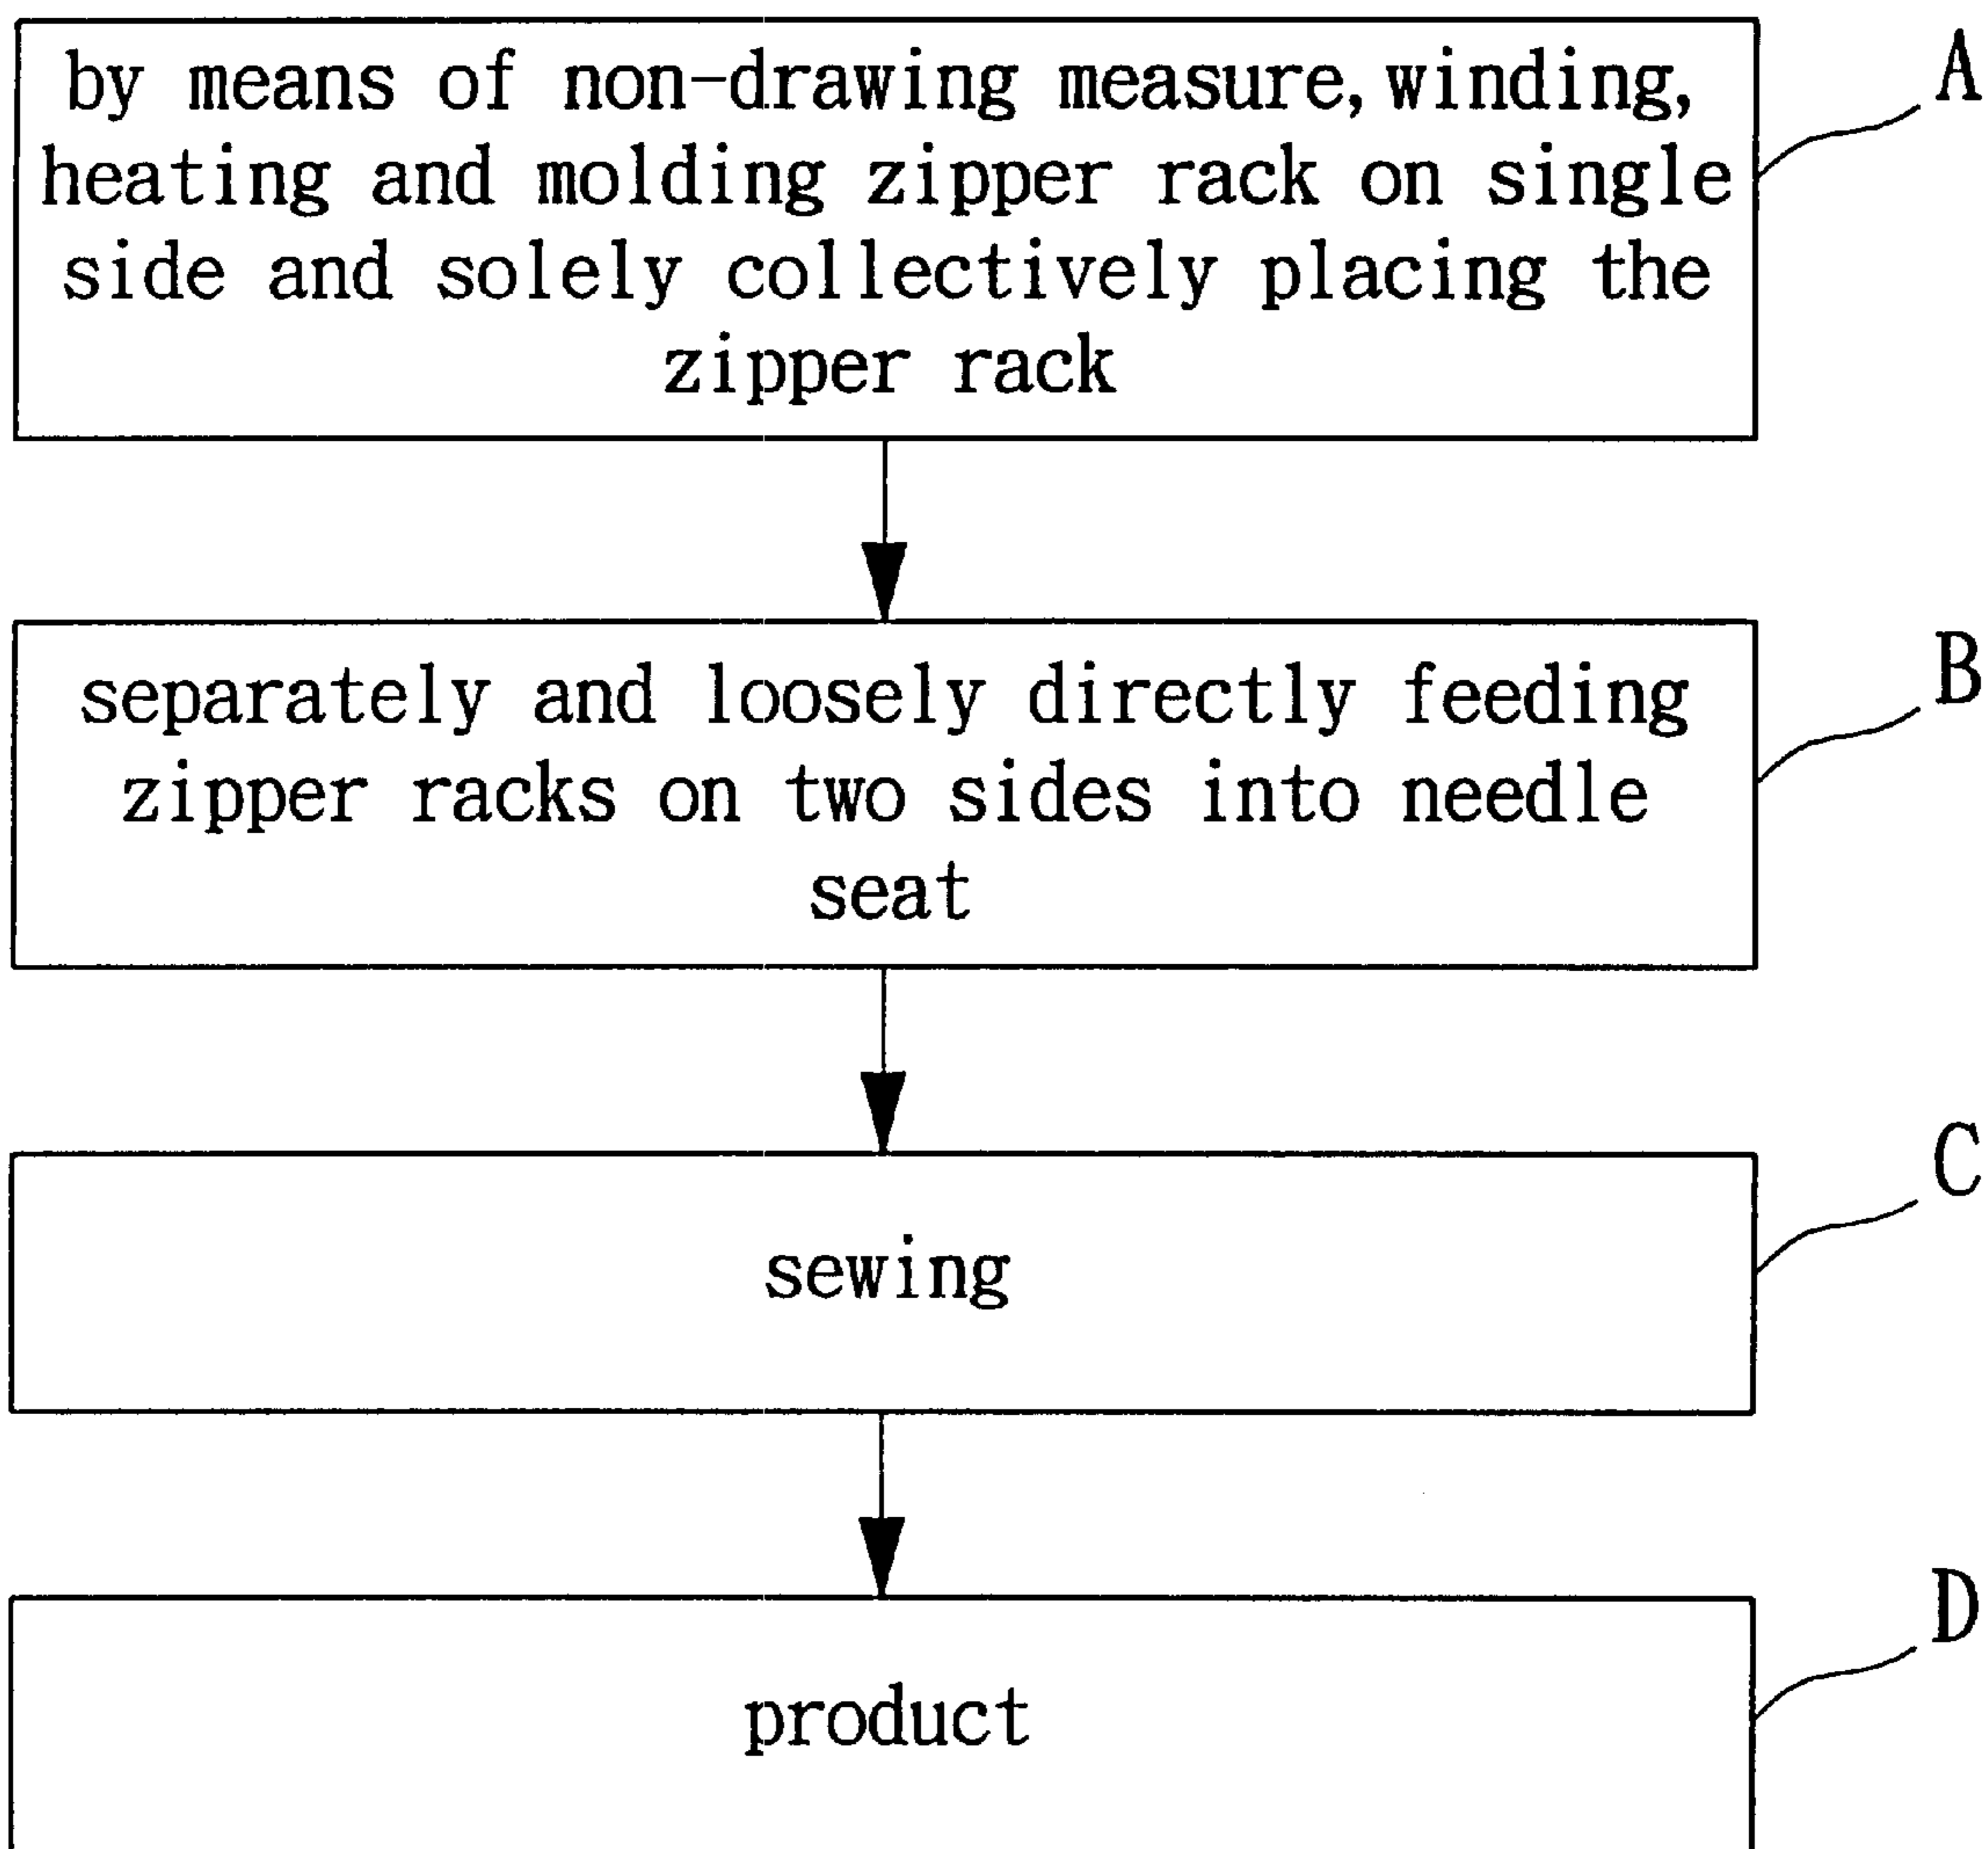 by means of non-drawing measure, winding,
heating and molding zipper rack on single
side and solely collectively placing the
zipper rack
A
separately and loosely directly feeding
zipper racks on two sides into needle
seat
B
sewing
C
product
D